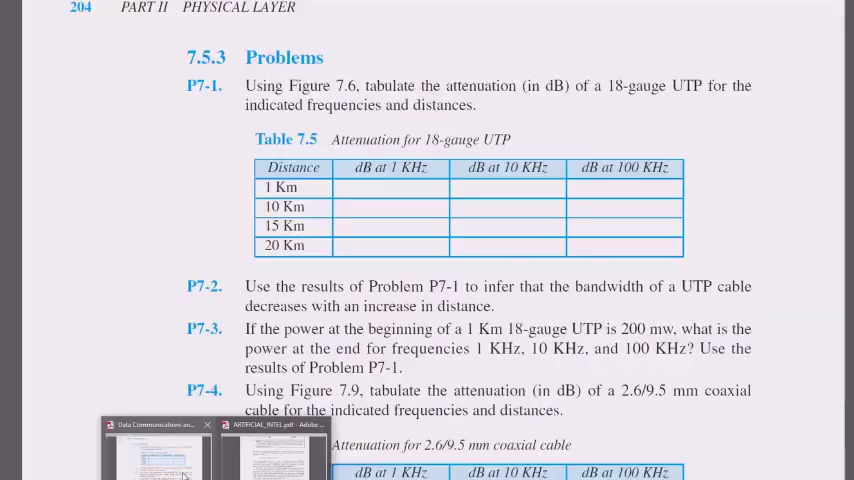 204 PART II PHYSICAL LAYER
7.5.3 Problems
P7-1. Using Figure 7.6, tabulate the attenuation (in dB) of a 18-gauge UTP for the
indicated frequencies and distances.
Table 7.5 Attenuation for 18-gauge UTP
Distance dB at 1 KHz dB at 10 KHz dB at 100 KHz
1 Km
10 Km
15 Km
20 Km
P7-2. Use the results of Problem P7-1 to infer that the bandwidth of a UTP cable
decreases with an increase in distance.
P7-3. If the power at the beginning of a 1 Km 18-gauge UTP is 200 mw, what is the
power at the end for frequencies 1 KHz, 10 KHz, and 100 KHz? Use the
results of Problem P7-1.
P7-4. Using Figure 7.9, tabulate the attenuation (in dB) of a 2.6/9.5 mm coaxial
cable for the indicated frequencies and distances.
Data Communications an... ARTIFICIAL_INTEL.pdf - Adobe ...
Attenuation for 2.6/9.5 mm coaxial cable
dB at 1 KHz dB at 10 KHz dB at 100 KHz